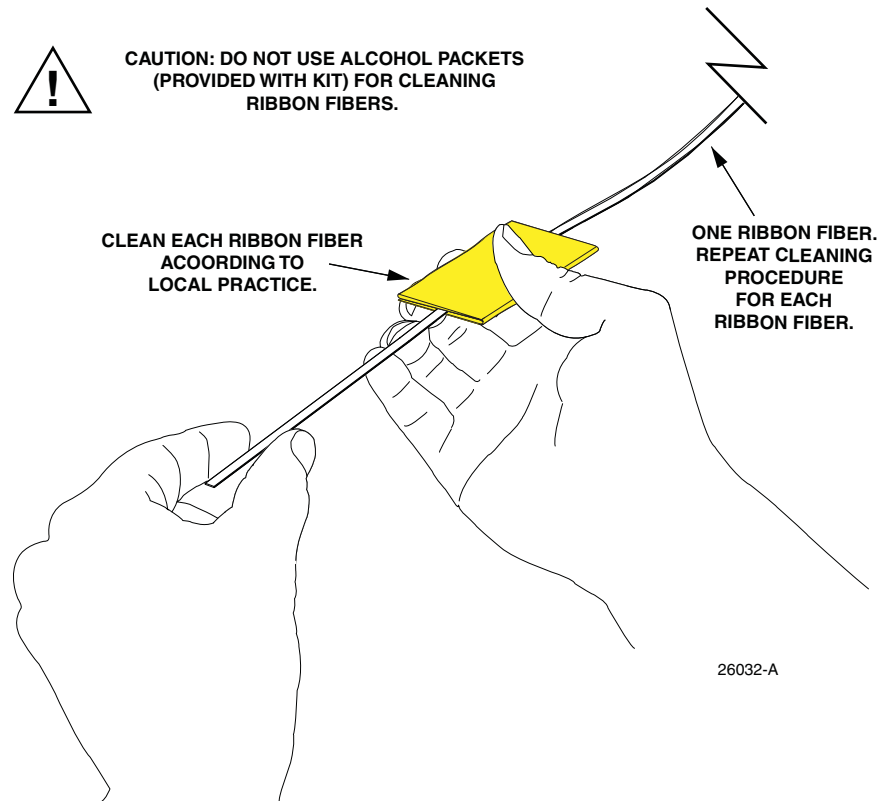 !
CAUTION: DO NOT USE ALCOHOL PACKETS
(PROVIDED WITH KIT) FOR CLEANING
RIBBON FIBERS.
CLEAN EACH RIBBON FIBER
ACOORDING TO
LOCAL PRACTICE.
ONE RIBBON FIBER.
REPEAT CLEANING
PROCEDURE
FOR EACH
RIBBON FIBER.
26032-A